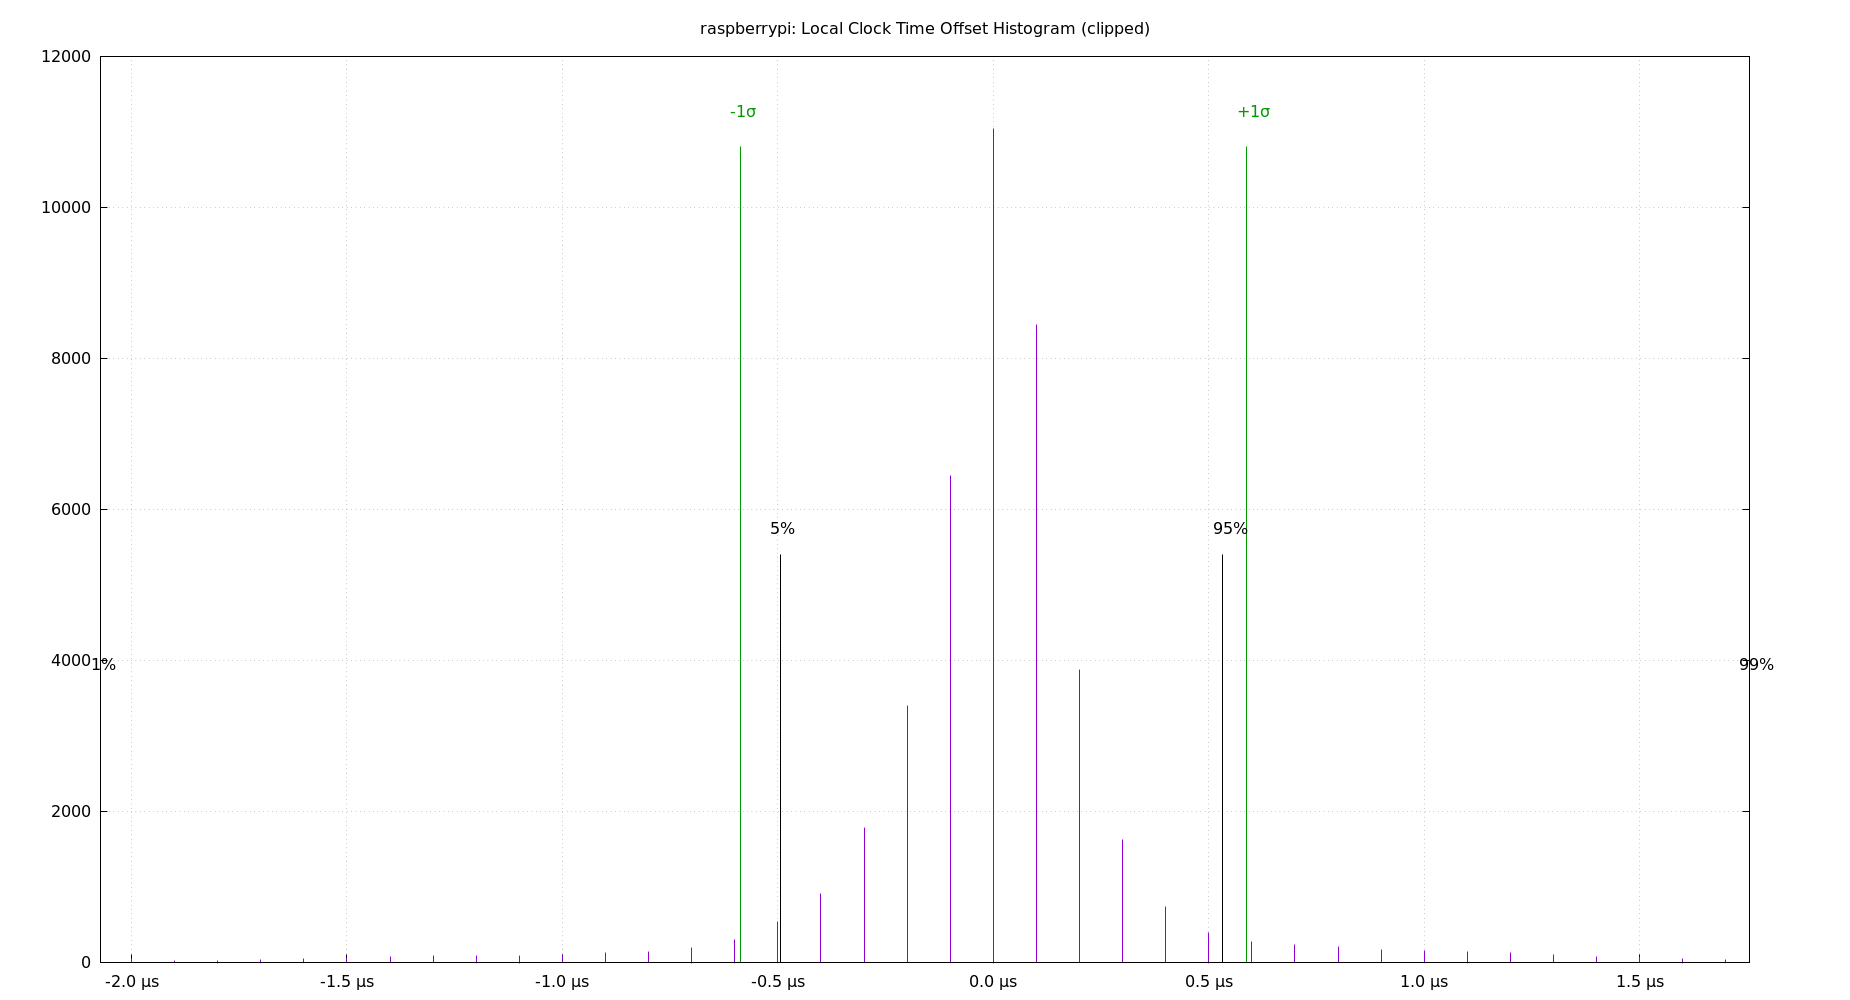 raspberrypi: Local Clock Time Offset Histogram (clipped)
12000
-1σ
+1σ
10000
8000
6000
5%
95%
4000
1%
99%
2000
0
-2.0 µs
-1.5 µs
-1.0 µs
-0.5 µs
0.0 µs
0.5 µs
1.0 µs
1.5 µs